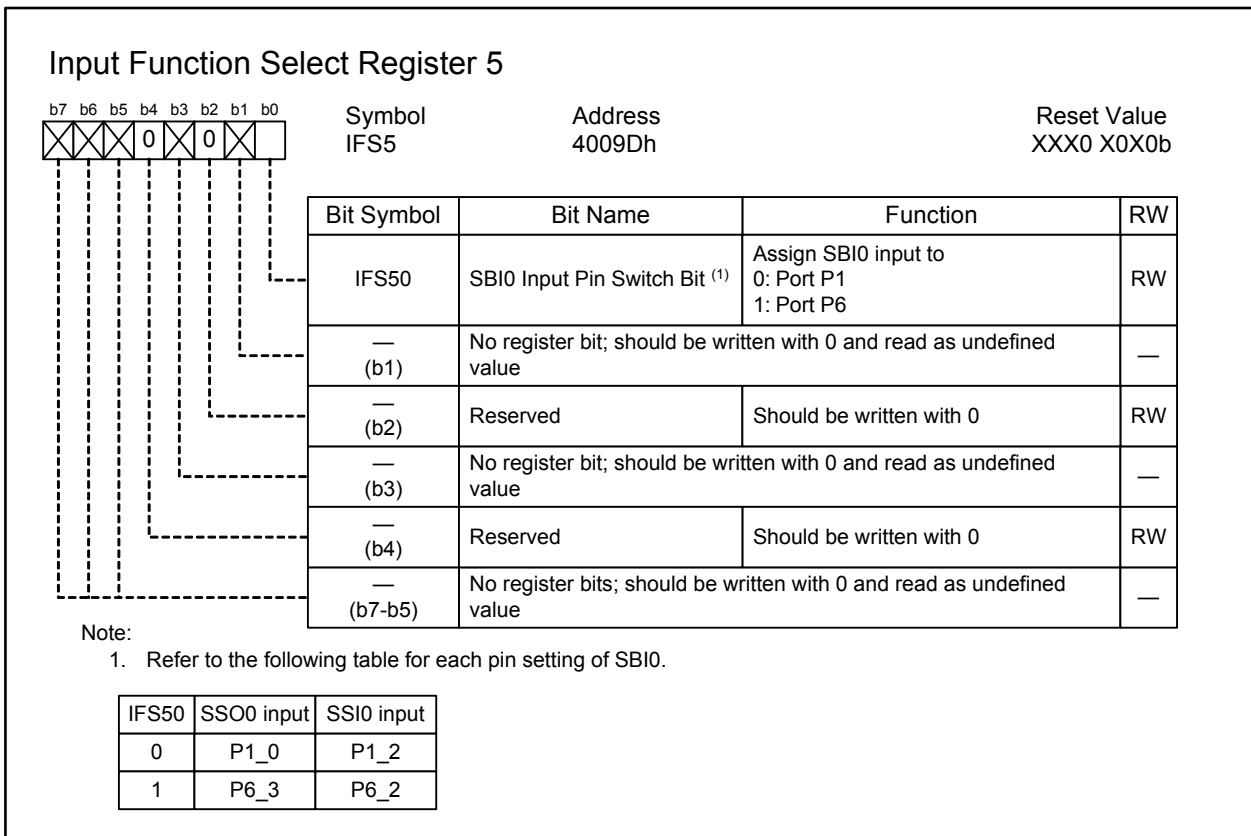 Input Function Select Register 5
b7 b6 b5 b4 b3 b2 b1 b0
0 0
Symbol Address Reset Value
IFS5 4009Dh XXX0 X0X0b
Bit Symbol Bit Name Function RW
IFS50 SBI0 Input Pin Switch Bit (1) Assign SBI0 input to
0: Port P1
1: Port P6
RW
—
(b1)
No register bit; should be written with 0 and read as undefined
value
—
—
(b2)
Reserved Should be written with 0 RW
—
(b3)
No register bit; should be written with 0 and read as undefined
value
—
—
(b4)
Reserved Should be written with 0 RW
—
(b7-b5)
No register bits; should be written with 0 and read as undefined
value
—
Note:
1. Refer to the following table for each pin setting of SBI0.
IFS50 SSO0 input SSI0 input
0 P1_0 P1_2
1 P6_3 P6_2